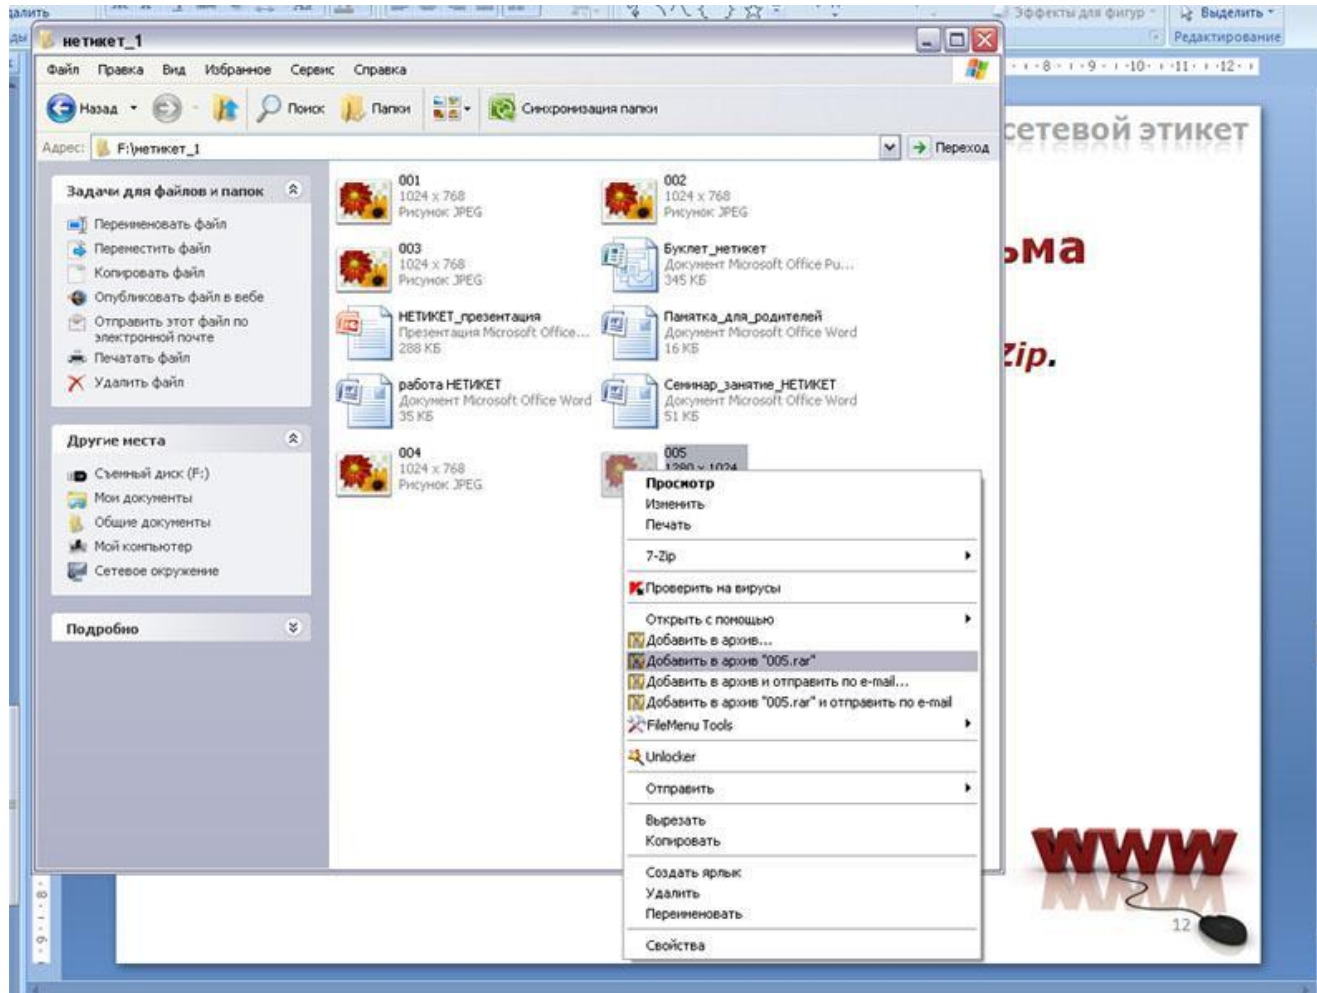 далить
Эффекты для фигур
Выделить
Редактирование
нетикет_1
Файл Правка Вид Избранное Сервис Справка
8 9 10 11 12
Назад Поиск Папки Синхронизация папки
сетевой этикет
Адрес: F:\нетикет_1 Переход
Задачи для файлов и папок
Переименовать файл
Переместить файл
Копировать файл
Опубликовать файл в вебе
Отправить этот файл по
электронной почте
Печатать файл
Удалить файл
Другие места
Съемный диск (F:)
Мои документы
Общие документы
Мой компьютер
Сетевое окружение
Подробно
001
1024 x 768
Рисунок JPEG
002
1024 x 768
Рисунок JPEG
003
1024 x 768
Рисунок JPEG
Буклет_нетикет
Документ Microsoft Office Pu...
345 КБ
НЕТИКЕТ_презентация
Презентация Microsoft Office...
288 КБ
Памятка_для_родителей
Документ Microsoft Office Word
16 КБ
работа НЕТИКЕТ
Документ Microsoft Office Word
35 КБ
Семинар_занятие_НЕТИКЕТ
Документ Microsoft Office Word
51 КБ
004
1024 x 768
Рисунок JPEG
005
1280 x 1024
ьма
Zip.
Просмотр
Изменить
Печать
7-Zip
Проверить на вирусы
Открыть с помощью
Добавить в архив...
Добавить в архив "005.rar"
Добавить в архив и отправить по e-mail...
Добавить в архив "005.rar" и отправить по e-mail
FileMenu Tools
Unlocker
Отправить
Вырезать
Копировать
Создать ярлык
Удалить
Переименовать
Свойства
www
12